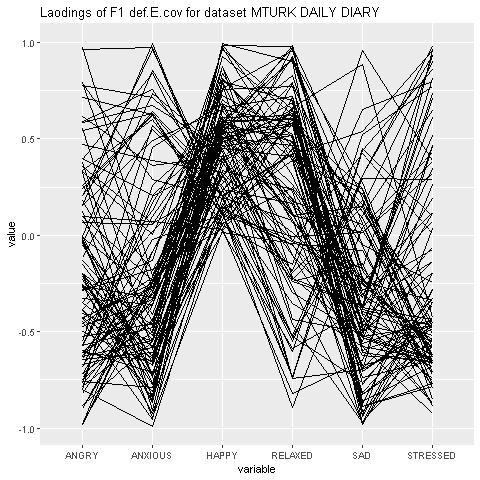 Laodings of F1 def.E.cov for dataset MTURK DAILY DIARY
1.0
0.5
0.0
-0.5
-1.0
value
ANGRY ANXIOUS HAPPY RELAXED SAD STRESSED
variable